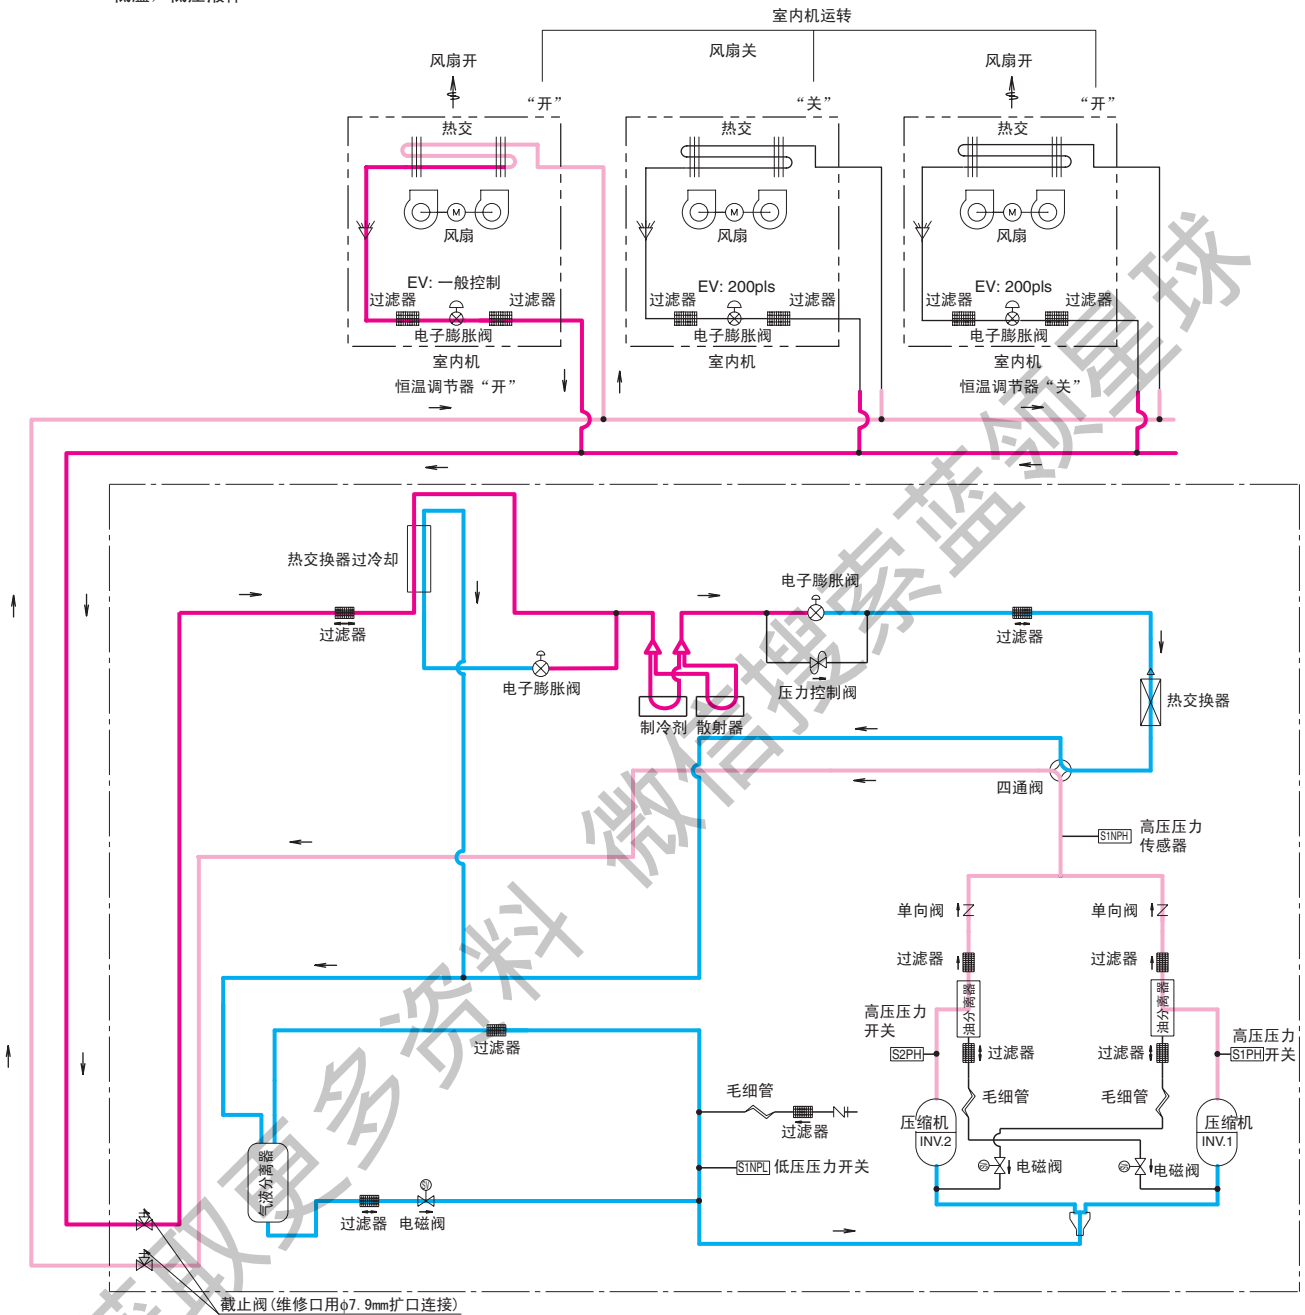 室内机运转
风扇开
风扇关
风扇开
“开”
“关”
“开”
热交
热交
热交
M
M
M
风扇
风扇
风扇
EV: 一般控制
EV: 200pls
EV: 200pls
过滤器
过滤器
过滤器
过滤器
过滤器
过滤器
电子膨胀阀
电子膨胀阀
电子膨胀阀
室内机
室内机
室内机
恒温调节器“开”
恒温调节器“关”
热交换器过冷却
过滤器
电子膨胀阀
电子膨胀阀
过滤器
压力控制阀
热交换器
制冷剂
散射器
四通阀
S1NPH
高压压力
传感器
单向阀
单向阀
过滤器
过滤器
油分离器
油分离器
高压压力
开关
S2PH
高压压力
S1PH
开关
过滤器
过滤器
过滤器
毛细管
毛细管
毛细管
过滤器
压缩机
INV.2
压缩机
INV.1
S1NPL
低压压力开关
电磁阀
电磁阀
气液分离器
过滤器
电磁阀
截止阀(维修口用φ7.9mm扩口连接)
获取更多资料 微信搜索蓝领星球